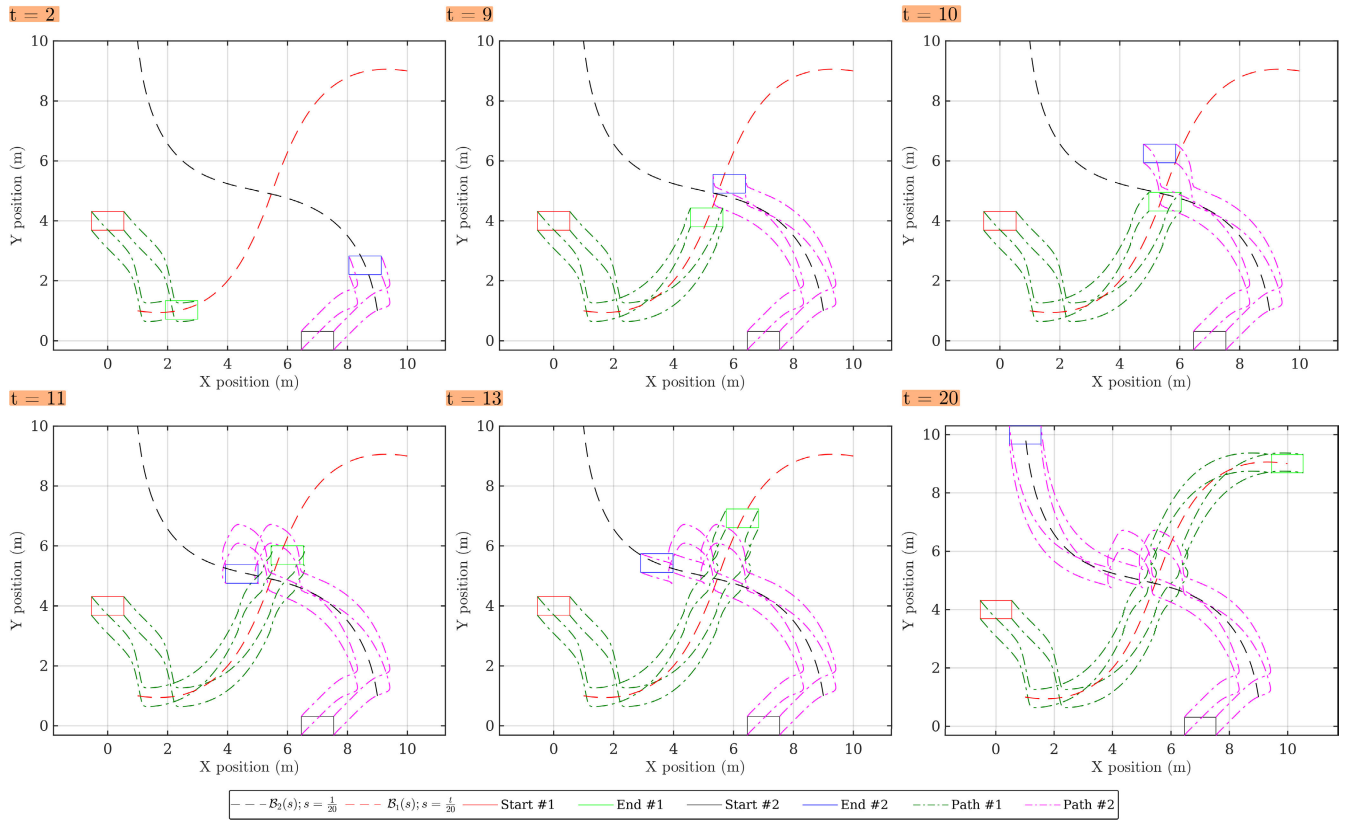 t = 2
10
8
6
4
2
0
Y position (m)
0 2 4 6 8 10
X position (m)
t = 9
10
8
6
4
2
0
Y position (m)
0 2 4 6 8 10
X position (m)
t = 10
10
8
6
4
2
0
Y position (m)
0 2 4 6 8 10
X position (m)
t = 11
10
8
6
4
2
0
Y position (m)
0 2 4 6 8 10
X position (m)
t = 13
10
8
6
4
2
0
Y position (m)
0 2 4 6 8 10
X position (m)
t = 20
10
8
6
4
2
0
Y position (m)
0 2 4 6 8 10
X position (m)
ℬ₂(s); s = 1/20 ℬ₁(s); s = t/20 Start #1 End #1 Start #2 End #2 Path #1 Path #2